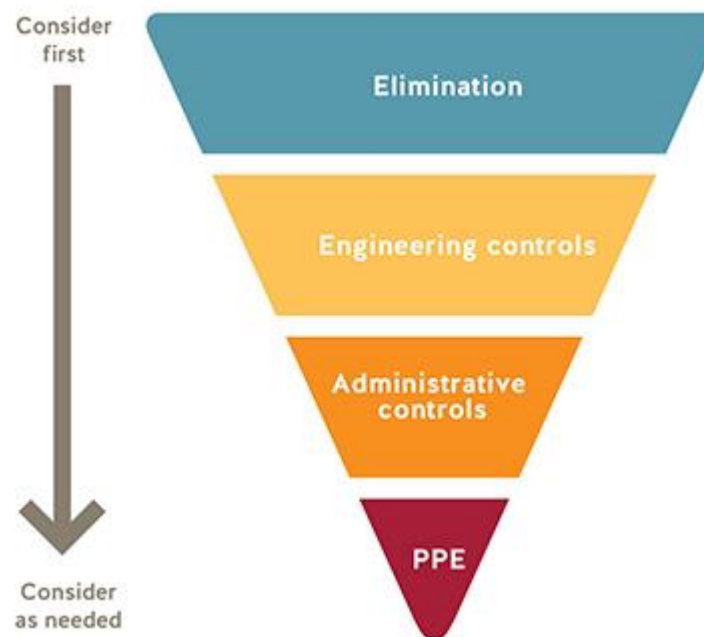 Consider
first
Elimination
Engineering controls
Administrative
controls
PPE
Consider
as needed